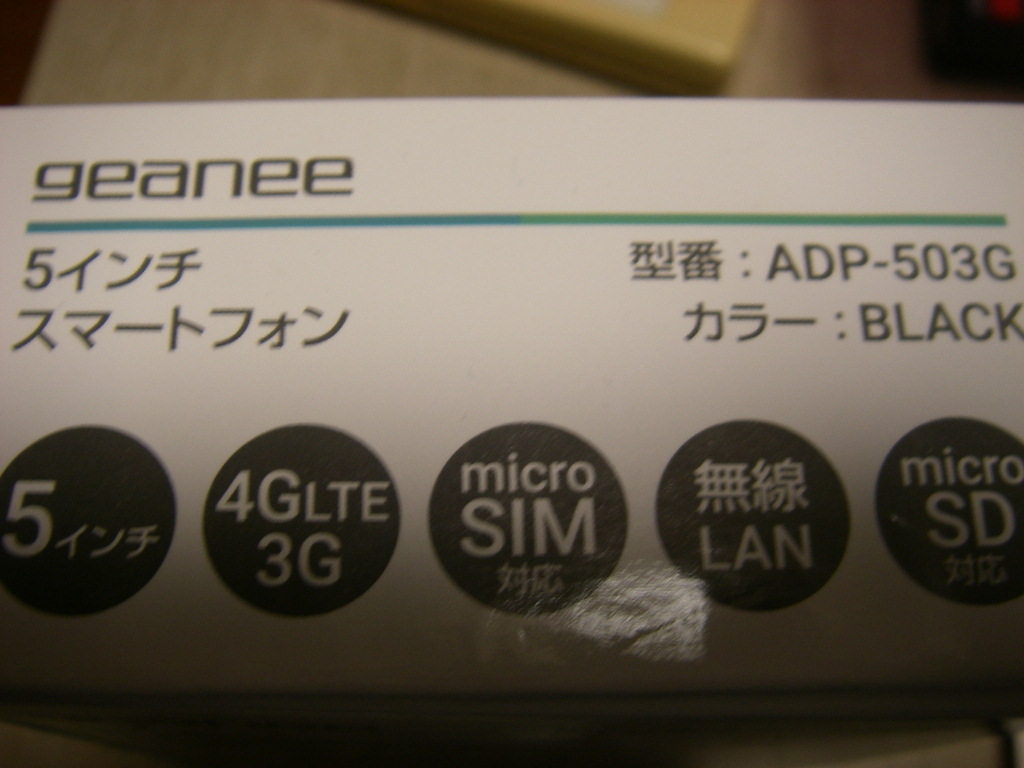 geanee
5インチ
スマートフォン
型番 : ADP-503G
カラー : BLACK
5インチ
4GLTE
3G
micro
SIM
対応
無線
LAN
micro
SD
対応